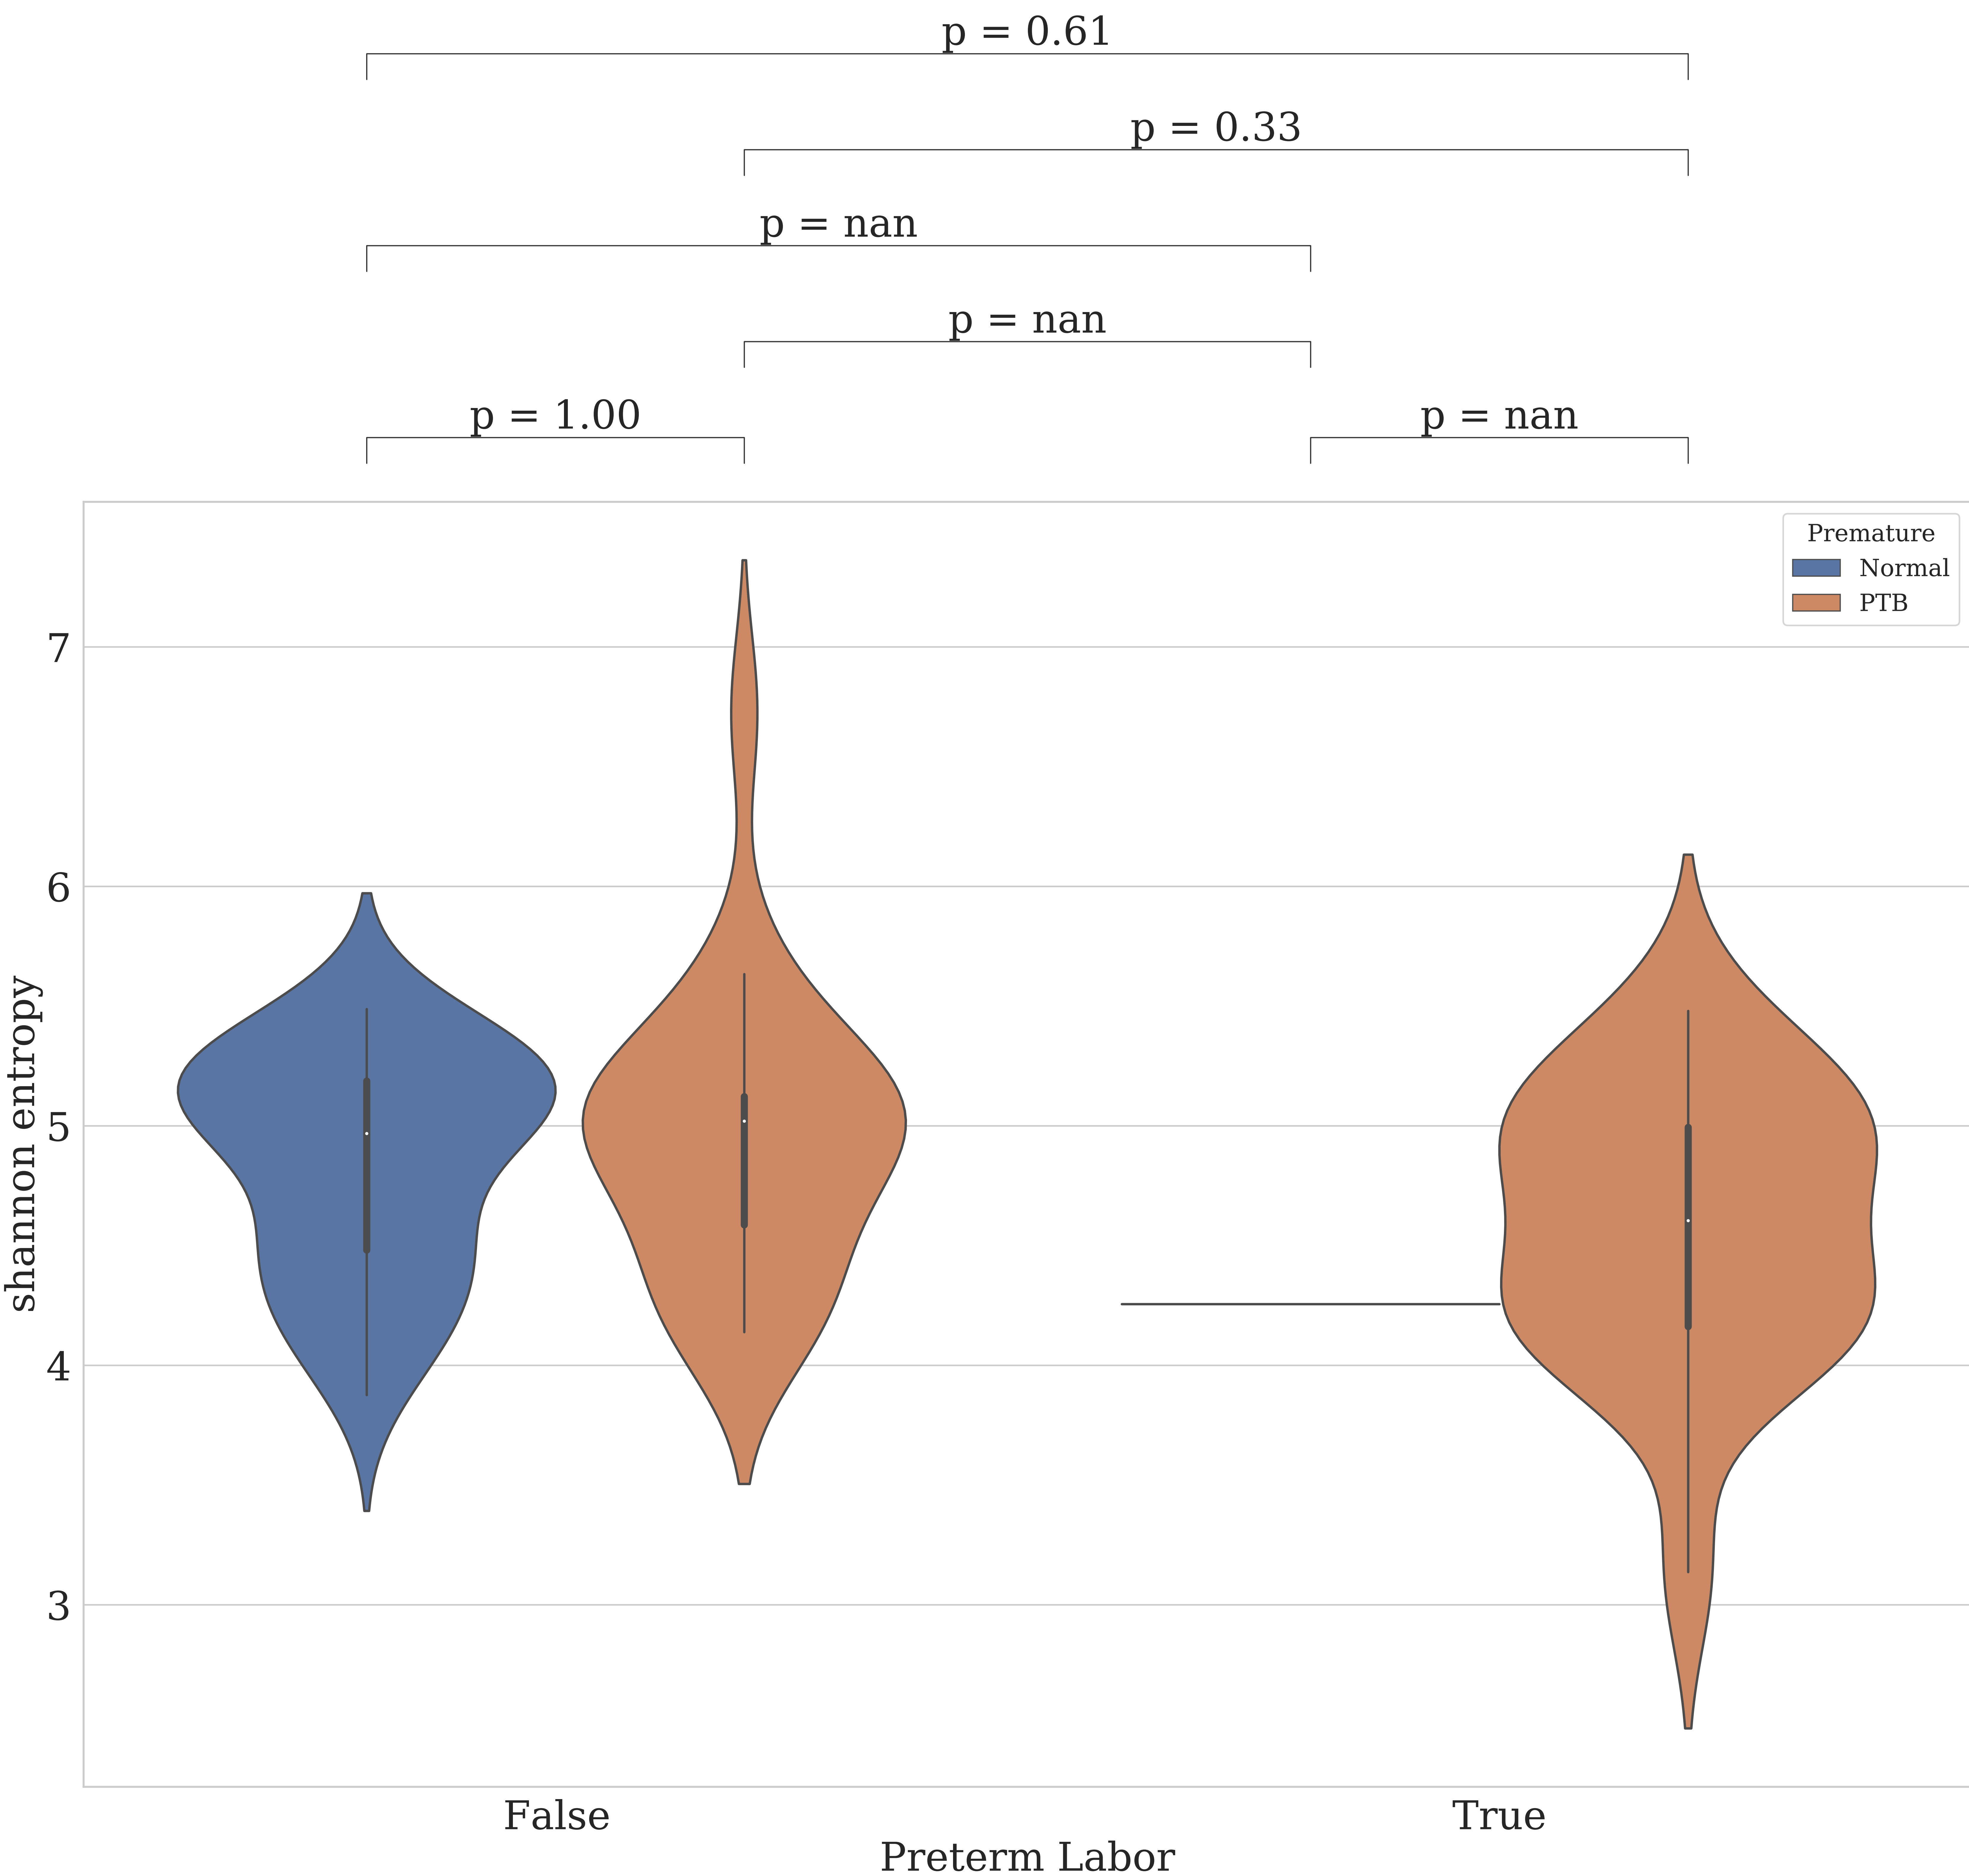 p = 0.61
p = 0.33
p = nan
p = nan
p = 1.00
p = nan
Premature
Normal
PTB
7
6
5
4
3
shannon entropy
False
True
Preterm Labor